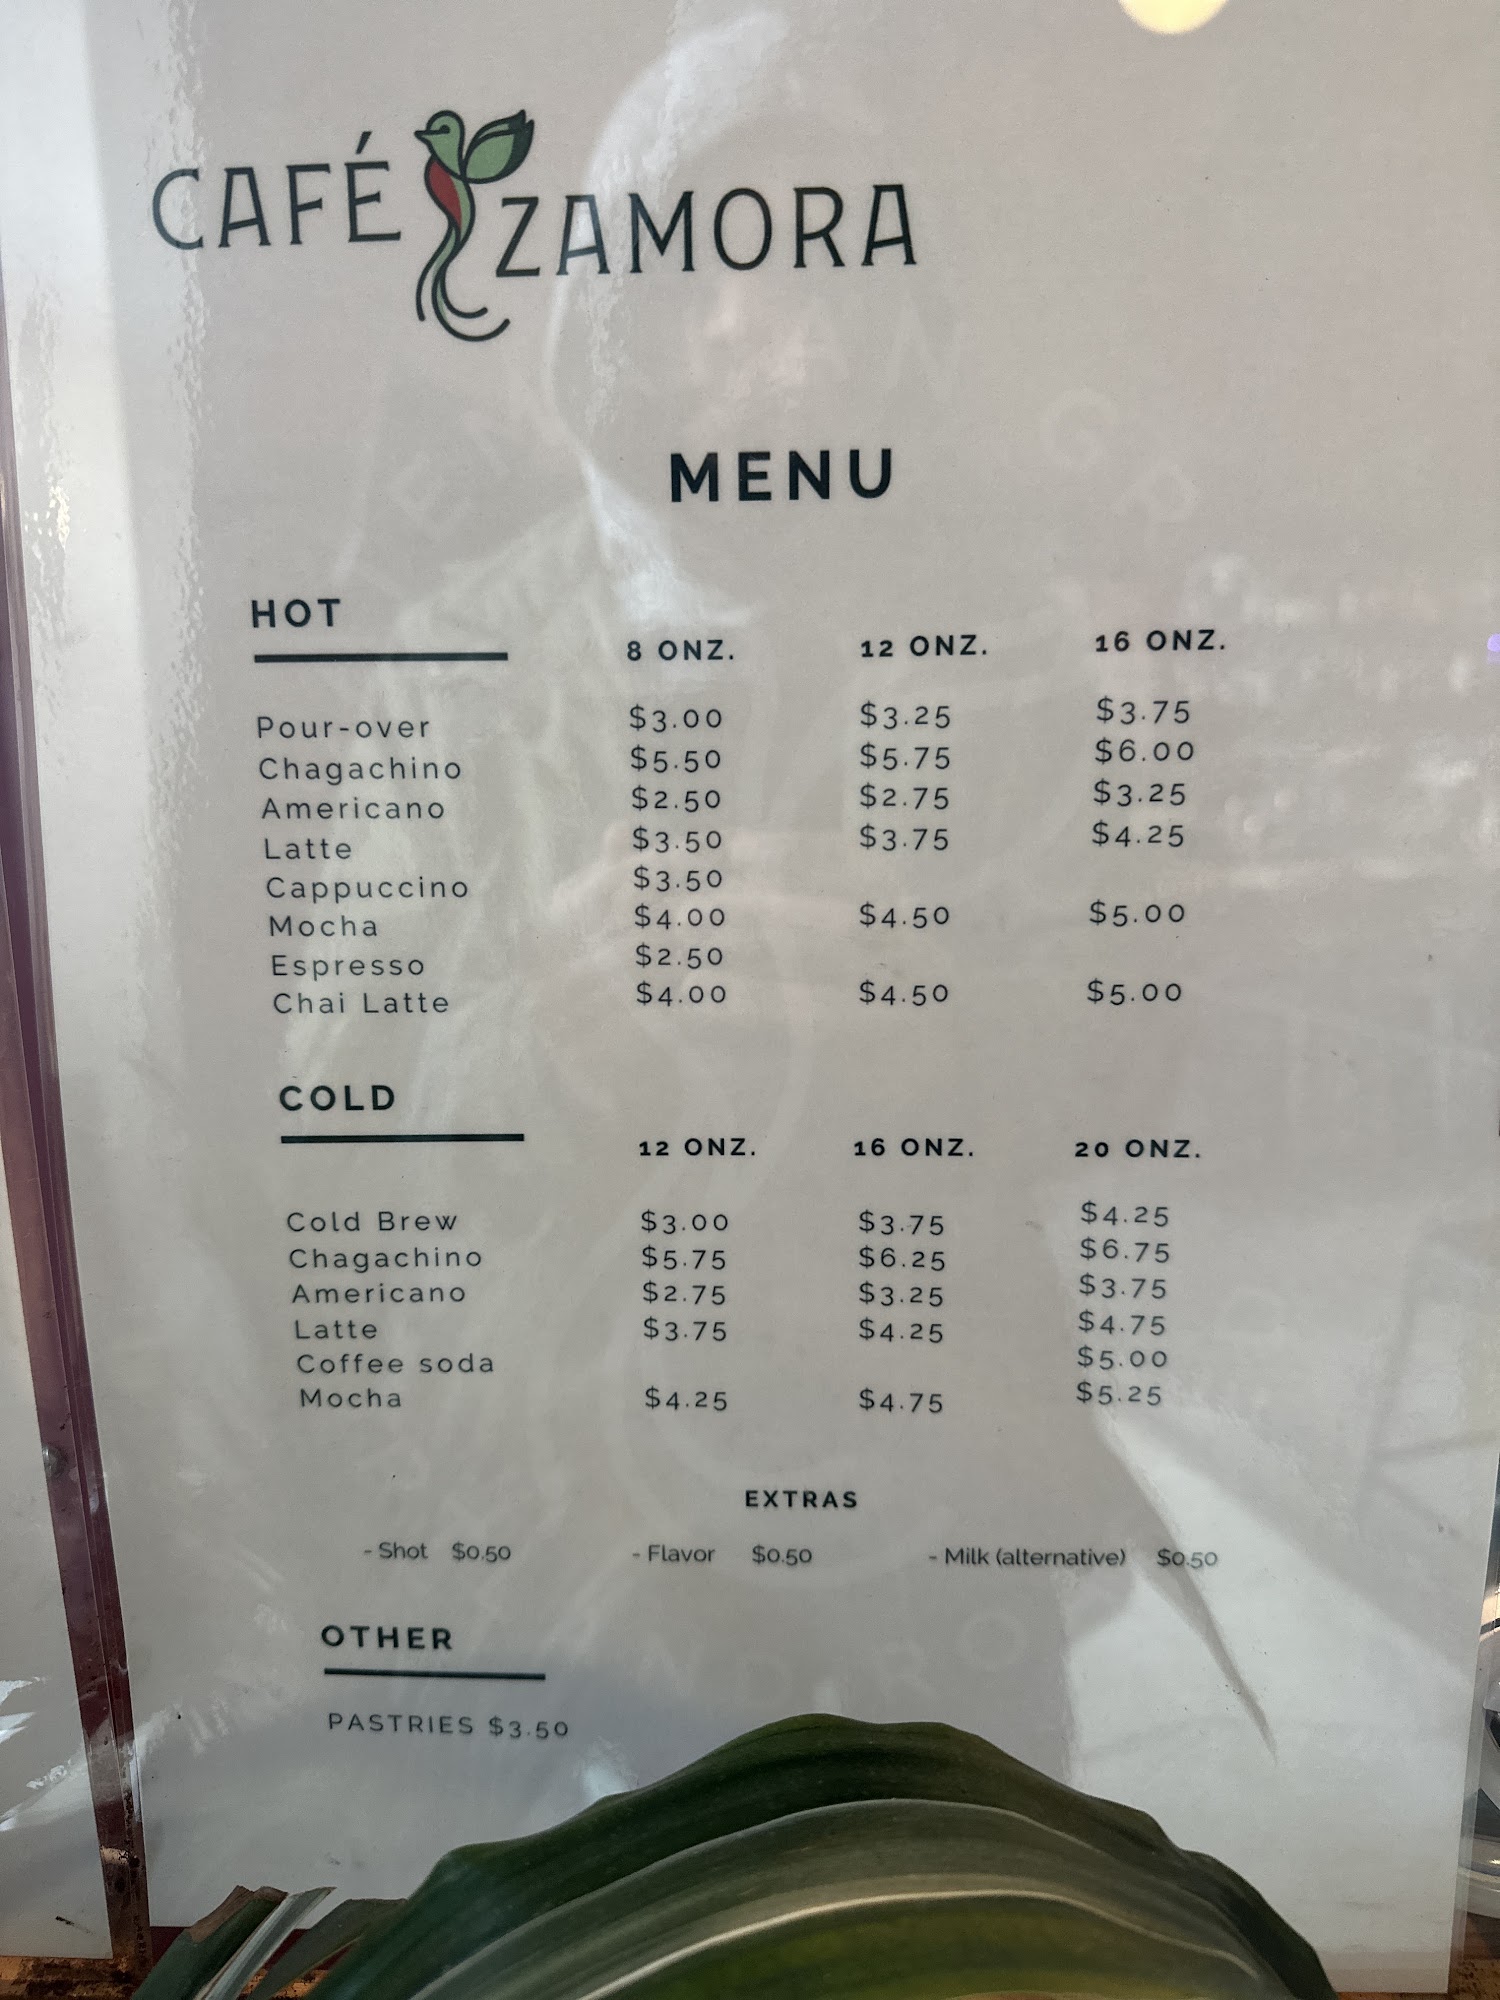 CAFÉ ZAMORA
MENU
HOT
8 ONZ. 12 ONZ. 16 ONZ.
Pour-over $3.00 $3.25 $3.75
Chagachino $5.50 $5.75 $6.00
Americano $2.50 $2.75 $3.25
Latte $3.50 $3.75 $4.25
Cappuccino $3.50
Mocha $4.00 $4.50 $5.00
Espresso $2.50
Chai Latte $4.00 $4.50 $5.00
COLD
12 ONZ. 16 ONZ. 20 ONZ.
Cold Brew $3.00 $3.75 $4.25
Chagachino $5.75 $6.25 $6.75
Americano $2.75 $3.25 $3.75
Latte $3.75 $4.25 $4.75
Coffee soda $5.00
Mocha $4.25 $4.75 $5.25
EXTRAS
- Shot $0.50 - Flavor $0.50 - Milk (alternative) $0.50
OTHER
PASTRIES $3.50